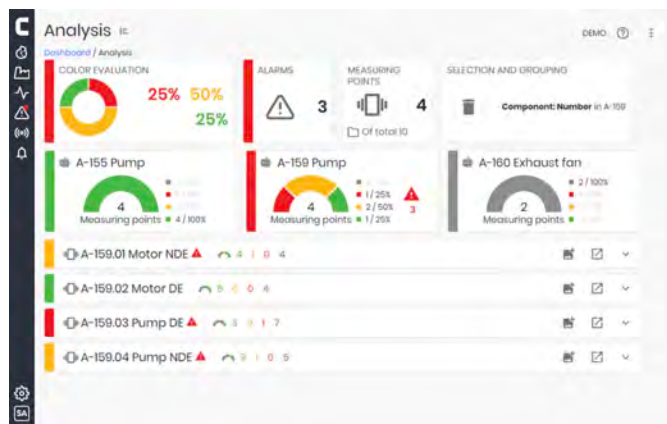 Analysis
DEMO
Dashboard / Analysis
COLOR EVALUATION
25% 50%
25%
ALARMS
3
MEASURING
POINTS
4
Of total 10
SELECTION AND GROUPING
Component: Number in A-159
A-155 Pump
4
Measuring points
4 / 100%
A-159 Pump
4
Measuring points
1 / 25%
2 / 50%
1 / 25%
3
A-160 Exhaust fan
2
Measuring points
2 / 100%
A-159.01 Motor NDE
4 1 0 4
A-159.02 Motor DE
A-159.03 Pump DE
A-159.04 Pump NDE
SA